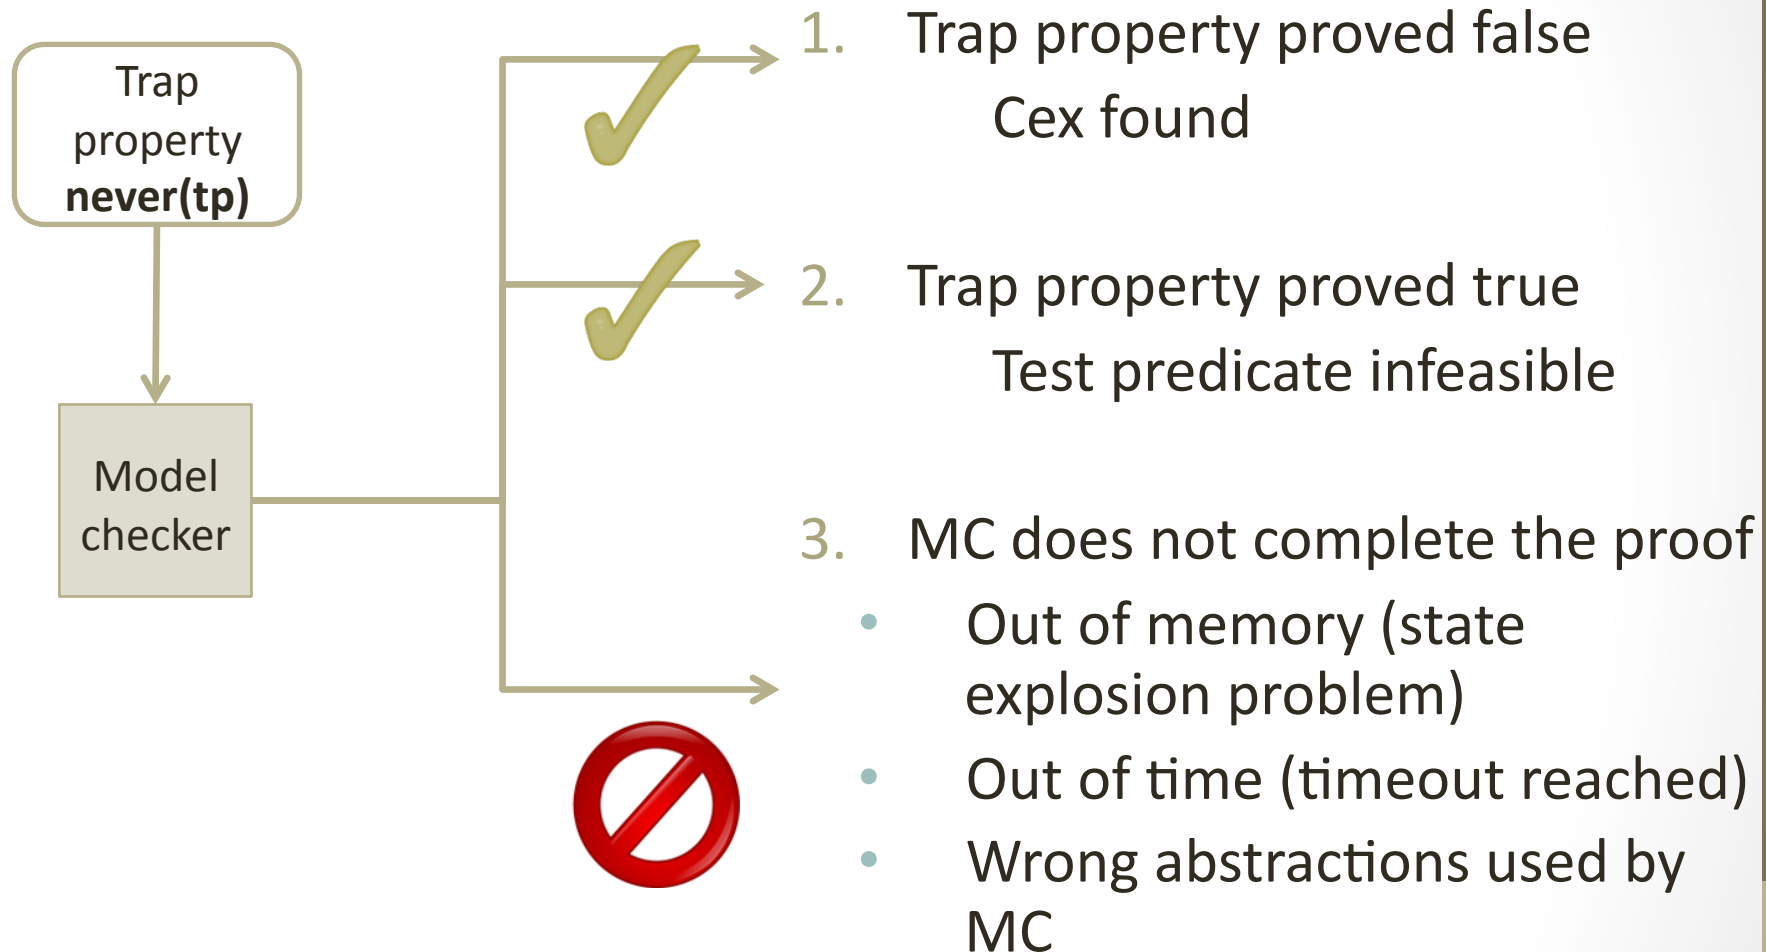 Trap
property
never(tp)
Model
checker
1. Trap property proved false
Cex found
2. Trap property proved true
Test predicate infeasible
3. MC does not complete the proof
• Out of memory (state
explosion problem)
• Out of time (timeout reached)
• Wrong abstractions used by
MC